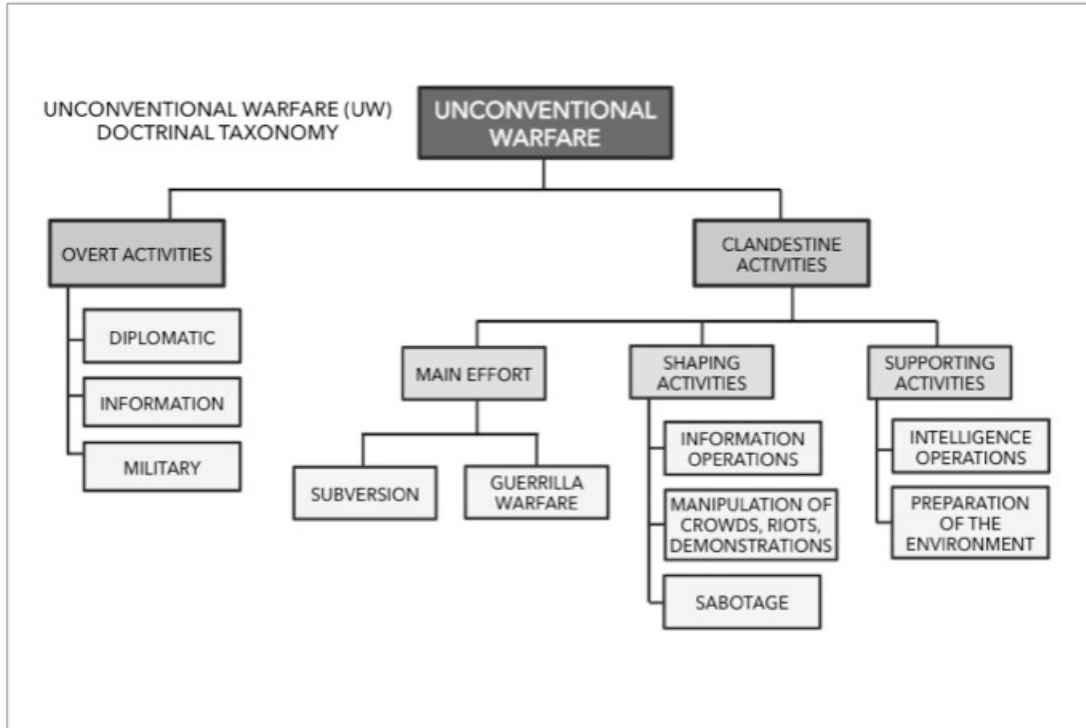 UNCONVENTIONAL WARFARE (UW)
DOCTRINAL TAXONOMY
UNCONVENTIONAL
WARFARE
OVERT ACTIVITIES
DIPLOMATIC
INFORMATION
MILITARY
CLANDESTINE
ACTIVITIES
MAIN EFFORT
SUBVERSION
GUERRILLA
WARFARE
SHAPING
ACTIVITIES
INFORMATION
OPERATIONS
MANIPULATION OF
CROWDS, RIOTS,
DEMONSTRATIONS
SABOTAGE
SUPPORTING
ACTIVITIES
INTELLIGENCE
OPERATIONS
PREPARATION
OF THE
ENVIRONMENT